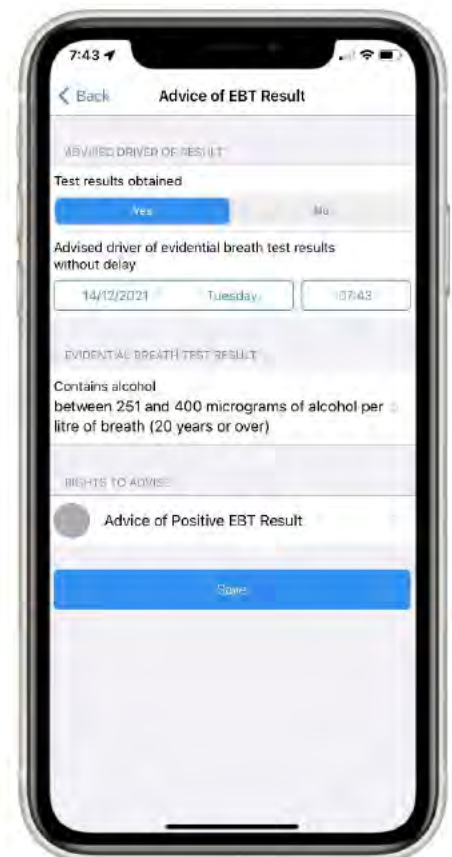 7:43
Back Advice of EBT Result
ADVISED DRIVER OF RESULT
Test results obtained
Yes No
Advised driver of evidential breath test results
without delay
14/12/2021 Tuesday 07:43
EVIDENTIAL BREATH TEST RESULT
Contains alcohol
between 251 and 400 micrograms of alcohol per
litre of breath (20 years or over)
RIGHTS TO ADVISE
Advice of Positive EBT Result
Save